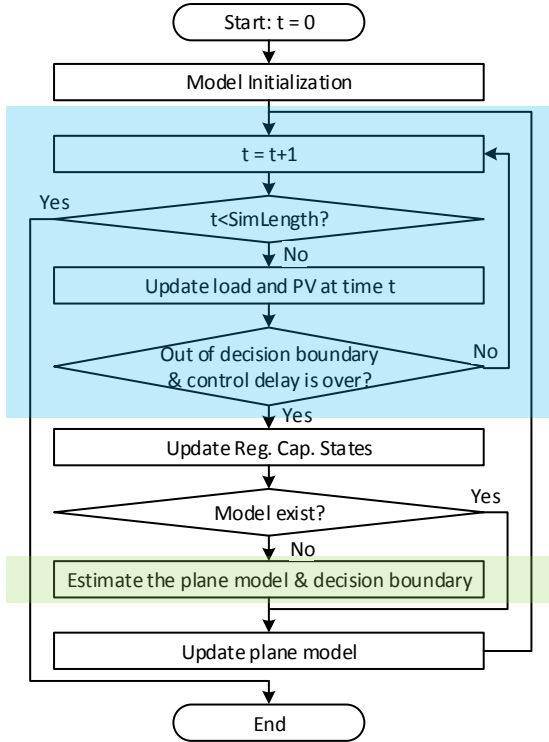 Start: t = 0
Model Initialization
t = t+1
Yes
t<SimLength?
No
Update load and PV at time t
Out of decision boundary
& control delay is over?
No
Yes
Update Reg. Cap. States
Yes
Model exist?
No
Estimate the plane model & decision boundary
Update plane model
End